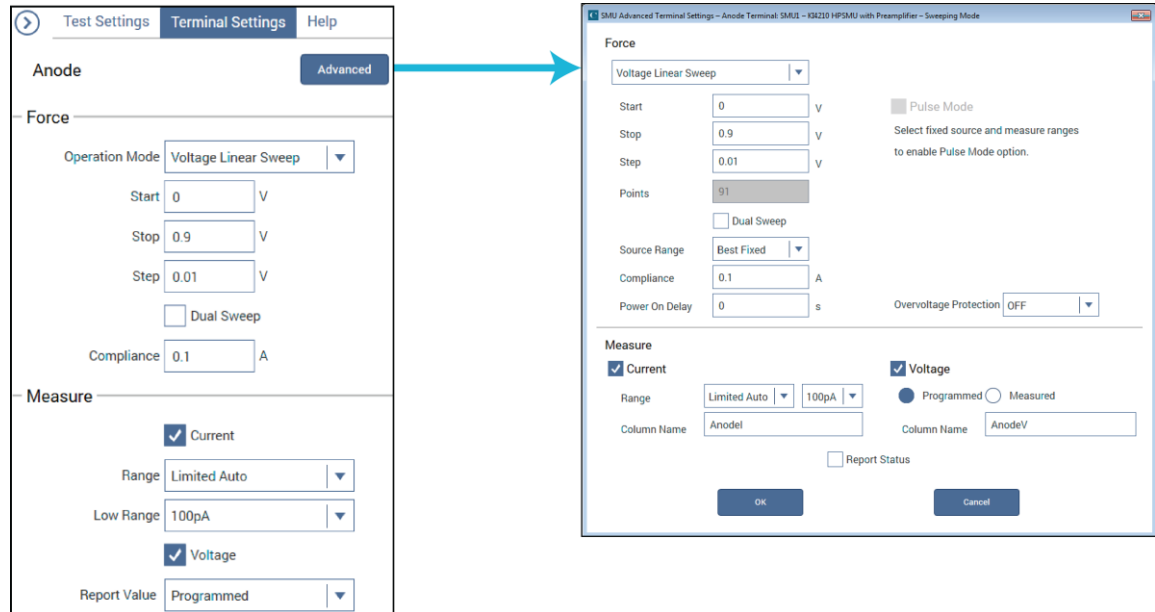 Test Settings Terminal Settings Help
Anode Advanced
Force
Operation Mode Voltage Linear Sweep
Start 0 V
Stop 0.9 V
Step 0.01 V
Dual Sweep
Compliance 0.1 A
Measure
Current
Range Limited Auto
Low Range 100pA
Voltage
Report Value Programmed
SMU Advanced Terminal Settings – Anode Terminal: SMU1 – KI4210 HPSMU with Preamplifier – Sweeping Mode
Force
Voltage Linear Sweep
Start 0 V
Pulse Mode
Stop 0.9 V
Select fixed source and measure ranges
Step 0.01 V
to enable Pulse Mode option.
Points 91
Dual Sweep
Source Range Best Fixed
Compliance 0.1 A
Power On Delay 0 s
Overvoltage Protection OFF
Measure
Current
Voltage
Range Limited Auto 100pA
Programmed Measured
Column Name AnodeI
Column Name AnodeV
Report Status
OK Cancel